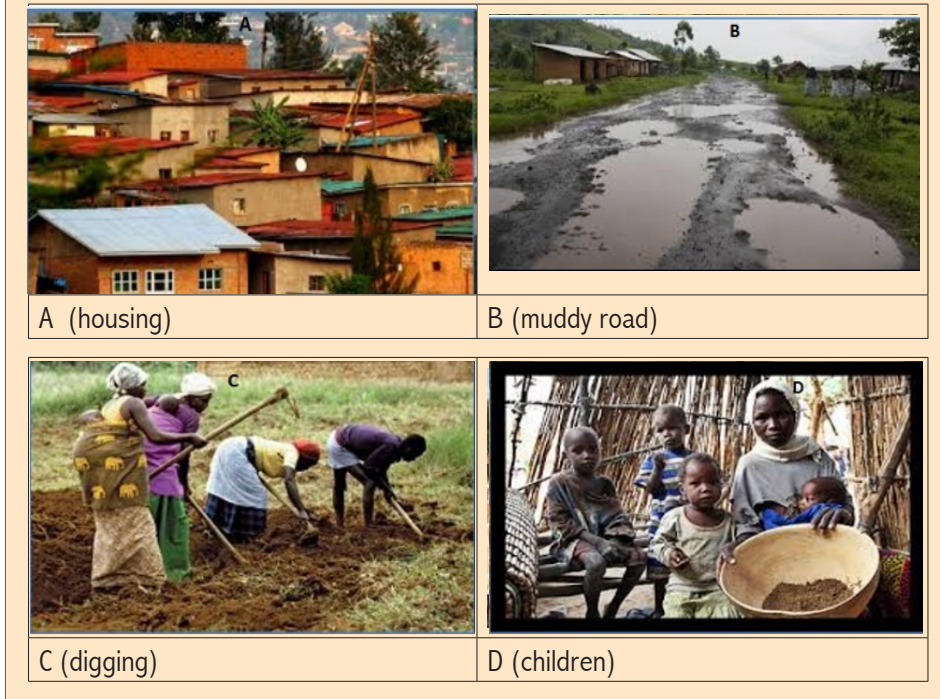 A
B
A (housing)
B (muddy road)
C
D
C (digging)
D (children)